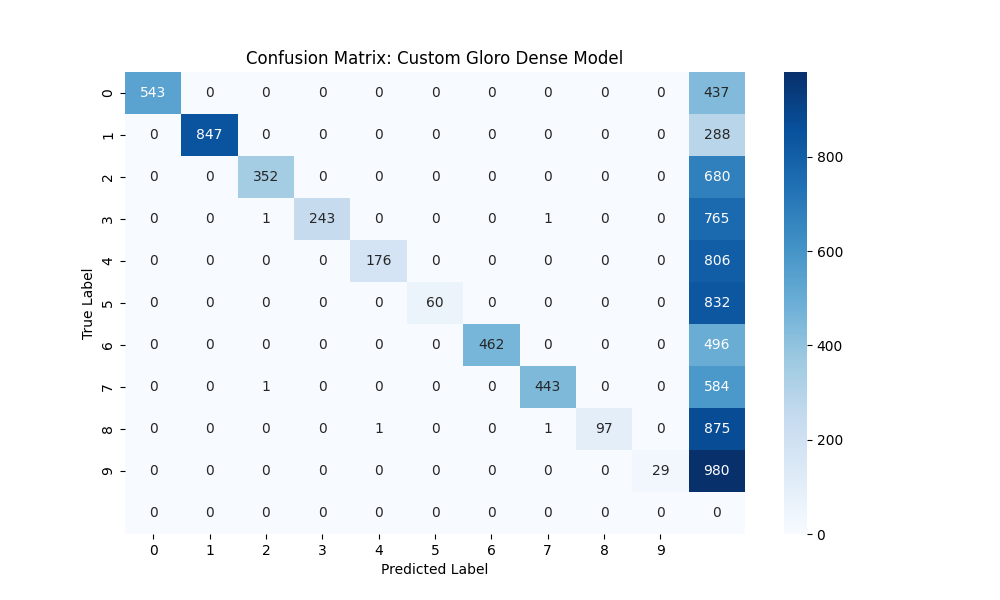 Confusion Matrix: Custom Gloro Dense Model
0 543 0 0 0 0 0 0 0 0 0 437
1 0 847 0 0 0 0 0 0 0 0 288
2 0 0 352 0 0 0 0 0 0 0 680
3 0 0 1 243 0 0 0 1 0 0 765
4 0 0 0 0 176 0 0 0 0 0 806
5 0 0 0 0 0 60 0 0 0 0 832
6 0 0 0 0 0 0 462 0 0 0 496
7 0 0 1 0 0 0 0 443 0 0 584
8 0 0 0 0 1 0 0 1 97 0 875
9 0 0 0 0 0 0 0 0 0 29 980
0 0 0 0 0 0 0 0 0 0 0
0 1 2 3 4 5 6 7 8 9
Predicted Label
True Label
800
600
400
200
0